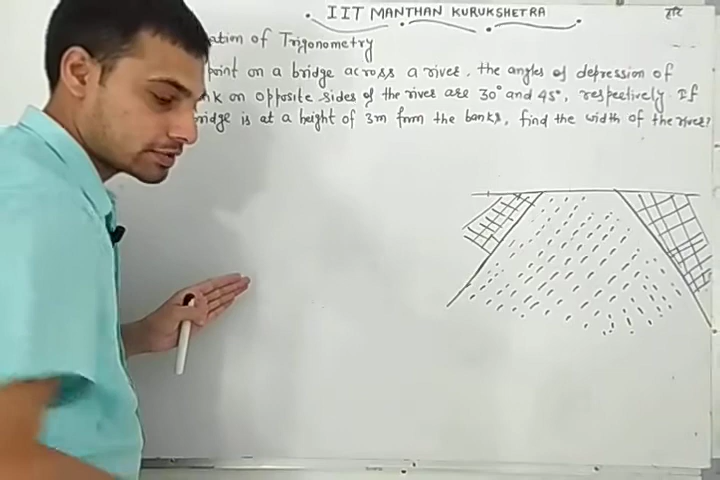 IIT MANTHAN KURUKSHETRA
हरि
ation of Trigonometry
point on a bridge across a river, the angles of depression of
nk on opposite sides of the river are 30° and 45°, respectively If
ridge is at a height of 3m from the banks, find the width of the river?